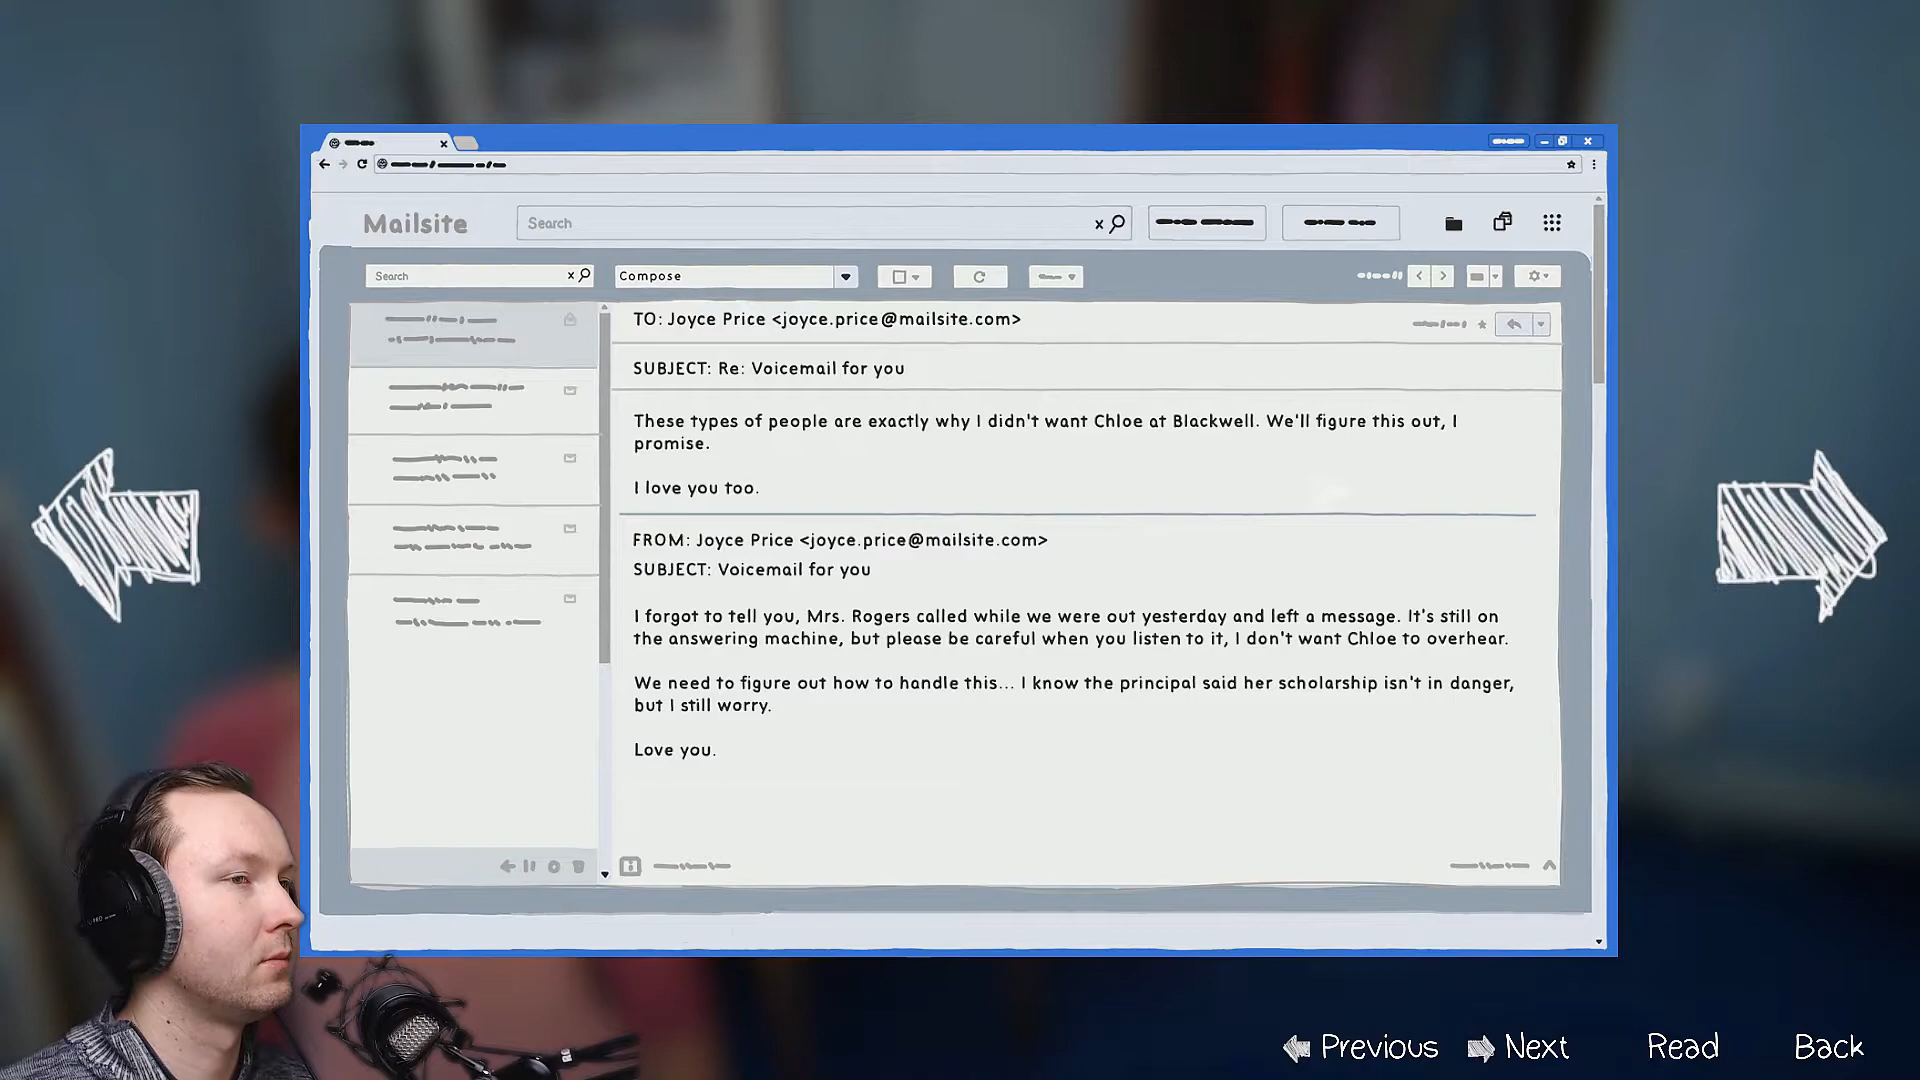 Mailsite
Search
Search
Compose
TO: Joyce Price <joyce.price@mailsite.com>
SUBJECT: Re: Voicemail for you
These types of people are exactly why I didn't want Chloe at Blackwell. We'll figure this out, I
promise.
I love you too.
FROM: Joyce Price <joyce.price@mailsite.com>
SUBJECT: Voicemail for you
I forgot to tell you, Mrs. Rogers called while we were out yesterday and left a message. It's still on
the answering machine, but please be careful when you listen to it, I don't want Chloe to overhear.
We need to figure out how to handle this... I know the principal said her scholarship isn't in danger,
but I still worry.
Love you.
Previous Next Read Back